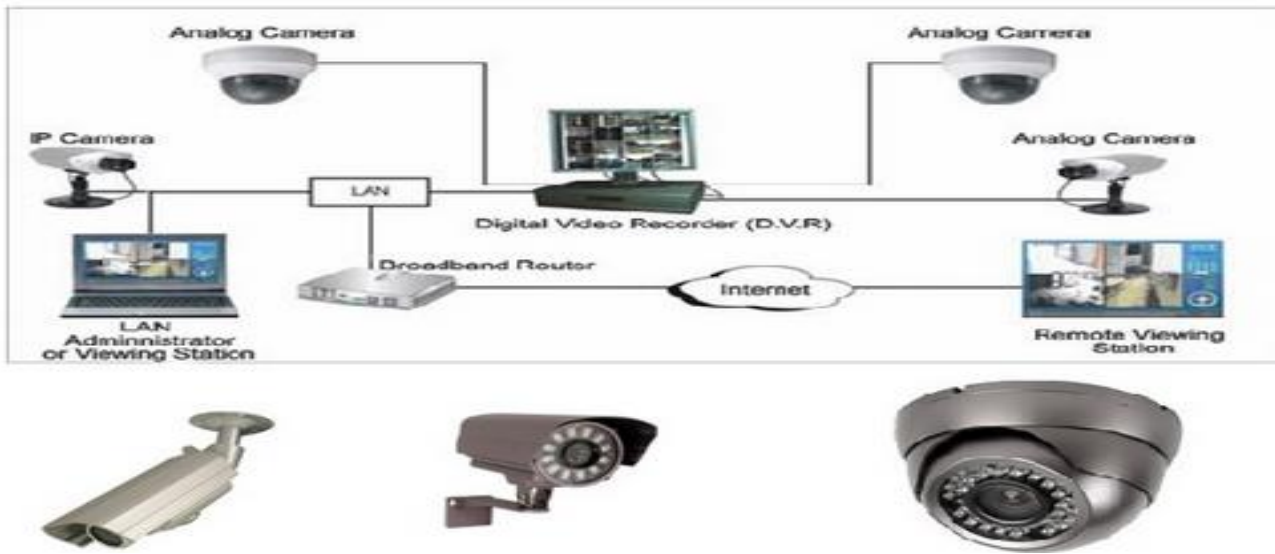 Analog Camera
Analog Camera
IP Camera
Analog Camera
LAN
Digital Video Recorder (D.V.R)
Broadband Router
Internet
LAN
Adminnistrator
or Viewing Station
Remote Viewing
Station